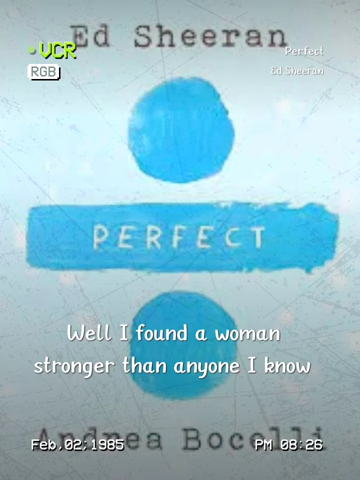 Ed Sheeran
VCR
RGB
Perfect
Ed Sheeran
PERFECT
Well I found a woman
stronger than anyone I know
Andrea Bocelli
Feb,02;1985
PM 08:26